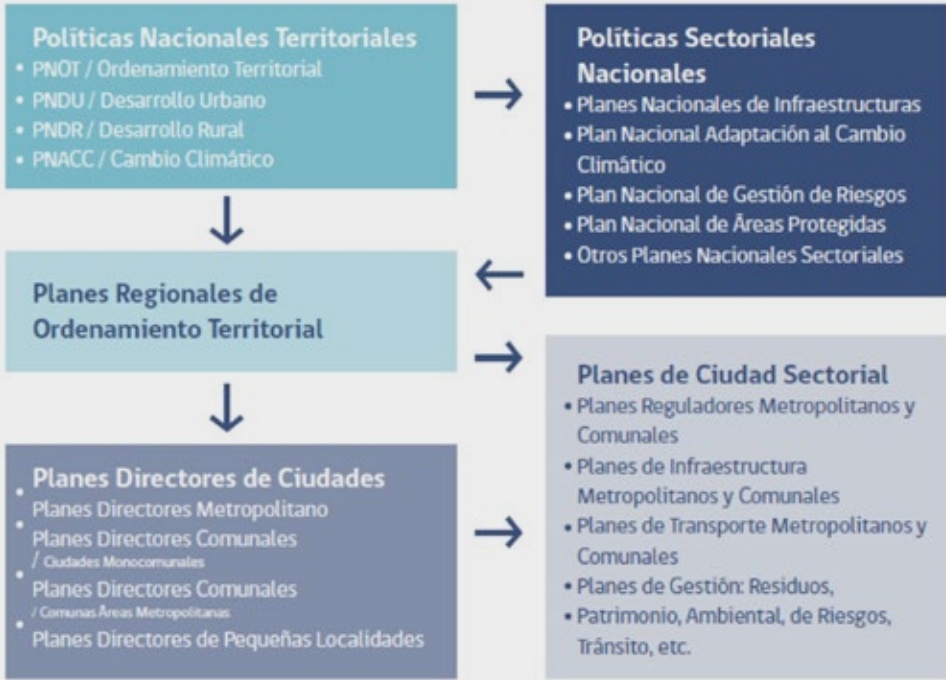 Políticas Nacionales Territoriales
• PNOT / Ordenamiento Territorial
• PNDU / Desarrollo Urbano
• PNDR / Desarrollo Rural
• PNACC / Cambio Climático
Políticas Sectoriales
Nacionales
• Planes Nacionales de Infraestructuras
• Plan Nacional Adaptación al Cambio
Climático
• Plan Nacional de Gestión de Riesgos
• Plan Nacional de Áreas Protegidas
• Otros Planes Nacionales Sectoriales
Planes Regionales de
Ordenamiento Territorial
Planes de Ciudad Sectorial
• Planes Reguladores Metropolitanos y
Comunales
• Planes de Infraestructura
Metropolitanos y Comunales
• Planes de Transporte Metropolitanos y
Comunales
• Planes de Gestión: Residuos,
• Patrimonio, Ambiental, de Riesgos,
Tránsito, etc.
Planes Directores de Ciudades
• Planes Directores Metropolitano
• Planes Directores Comunales
/ Ciudades Monocomunales
• Planes Directores Comunales
/ Comunas Áreas Metropolitanas
• Planes Directores de Pequeñas Localidades